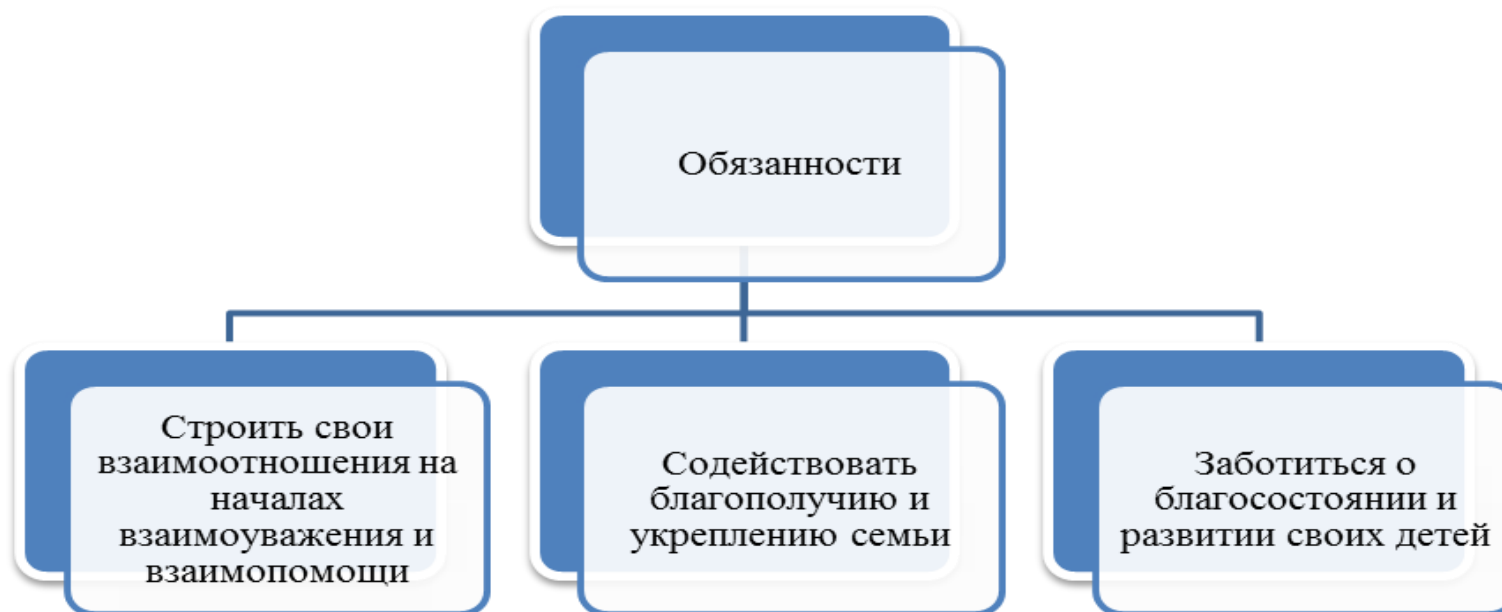 Обязанности
Строить свои
взаимоотношения на
началах
взаимоуважения и
взаимопомощи
Содействовать
благополучию и
укреплению семьи
Заботиться о
благосостоянии и
развитии своих детей